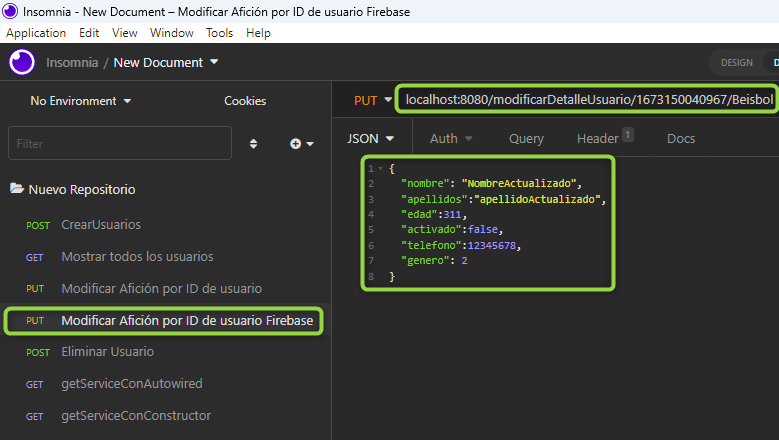 Insomnia - New Document – Modificar Afición por ID de usuario Firebase
Application Edit View Window Tools Help
Insomnia / New Document
DESIGN
No Environment
Cookies
Filter
Nuevo Repositorio
POST CrearUsuarios
GET Mostrar todos los usuarios
PUT Modificar Afición por ID de usuario
PUT Modificar Afición por ID de usuario Firebase
POST Eliminar Usuario
GET getServiceConAutowired
GET getServiceConConstructor
PUT localhost:8080/modificarDetalleUsuario/1673150040967/Beisbol
JSON Auth Query Header 1 Docs
1 {
2 "nombre": "NombreActualizado",
3 "apellidos":"apellidoActualizado",
4 "edad":311,
5 "activado":false,
6 "telefono":12345678,
7 "genero": 2
8 }